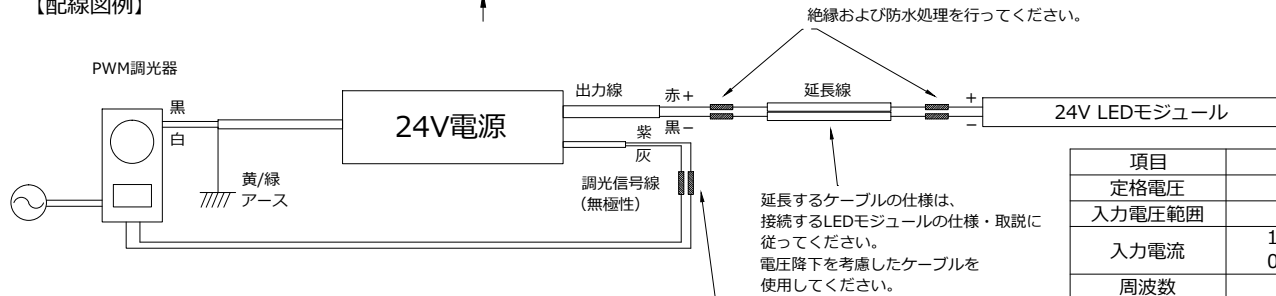 【配線図例】
絶縁および防水処理を行ってください。
PWM調光器
黒
白
黄/緑
アース
24V電源
出力線
赤+
黒−
紫
灰
調光信号線
(無極性)
延長線
+
−
24V LEDモジュール
延長するケーブルの仕様は、
接続するLEDモジュールの仕様・取説に
従ってください。
電圧降下を考慮したケーブルを
使用してください。
項目
定格電圧
入力電圧範囲
入力電流
1
0
周波数